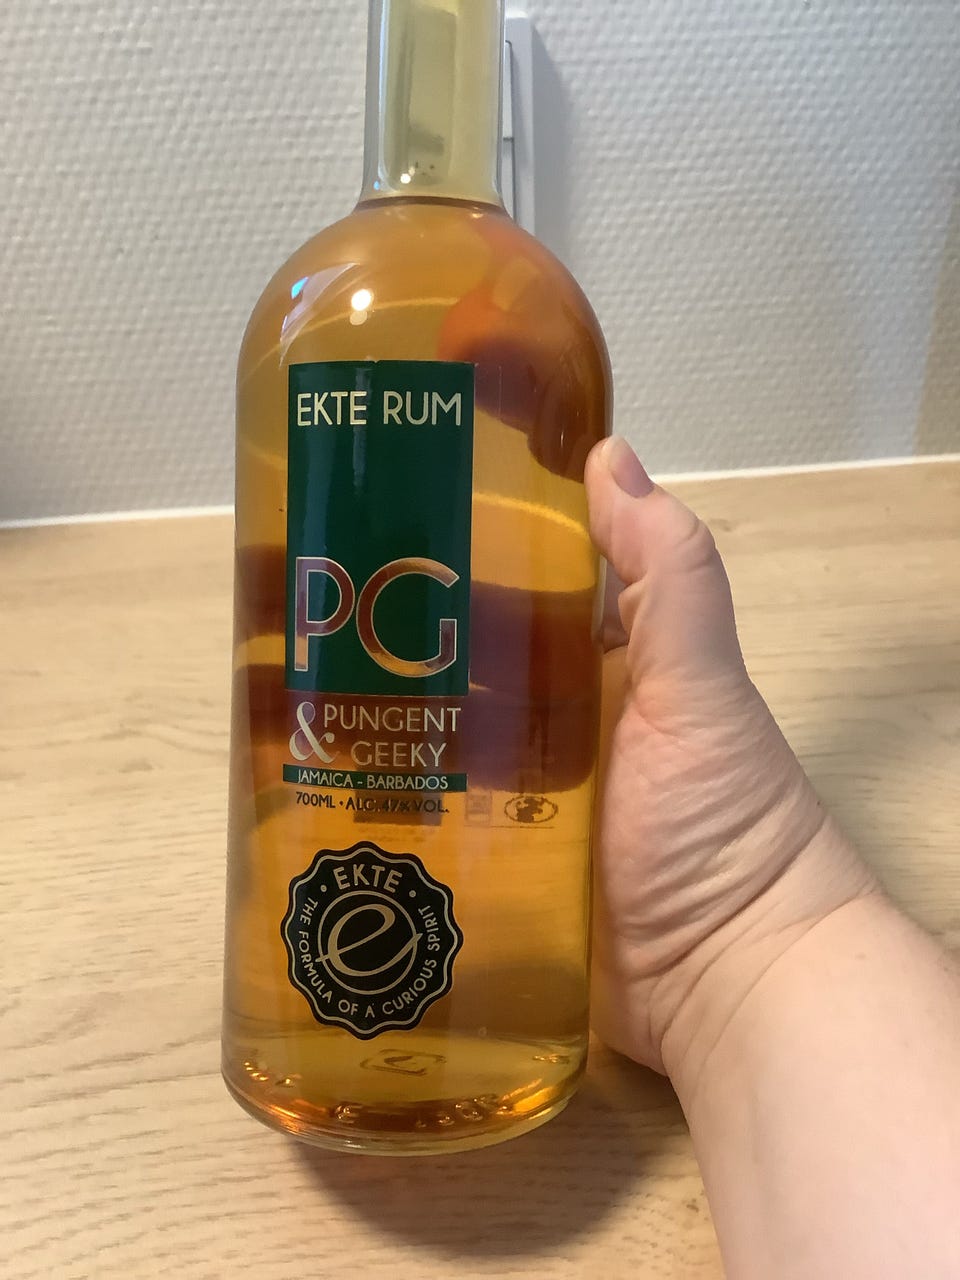 EKTE RUM
PG
& PUNGENT
GEEKY
JAMAICA - BARBADOS
700ML • ALC. 47% VOL.
• EKTE •
e
THE FORMULA OF A CURIOUS SPIRIT